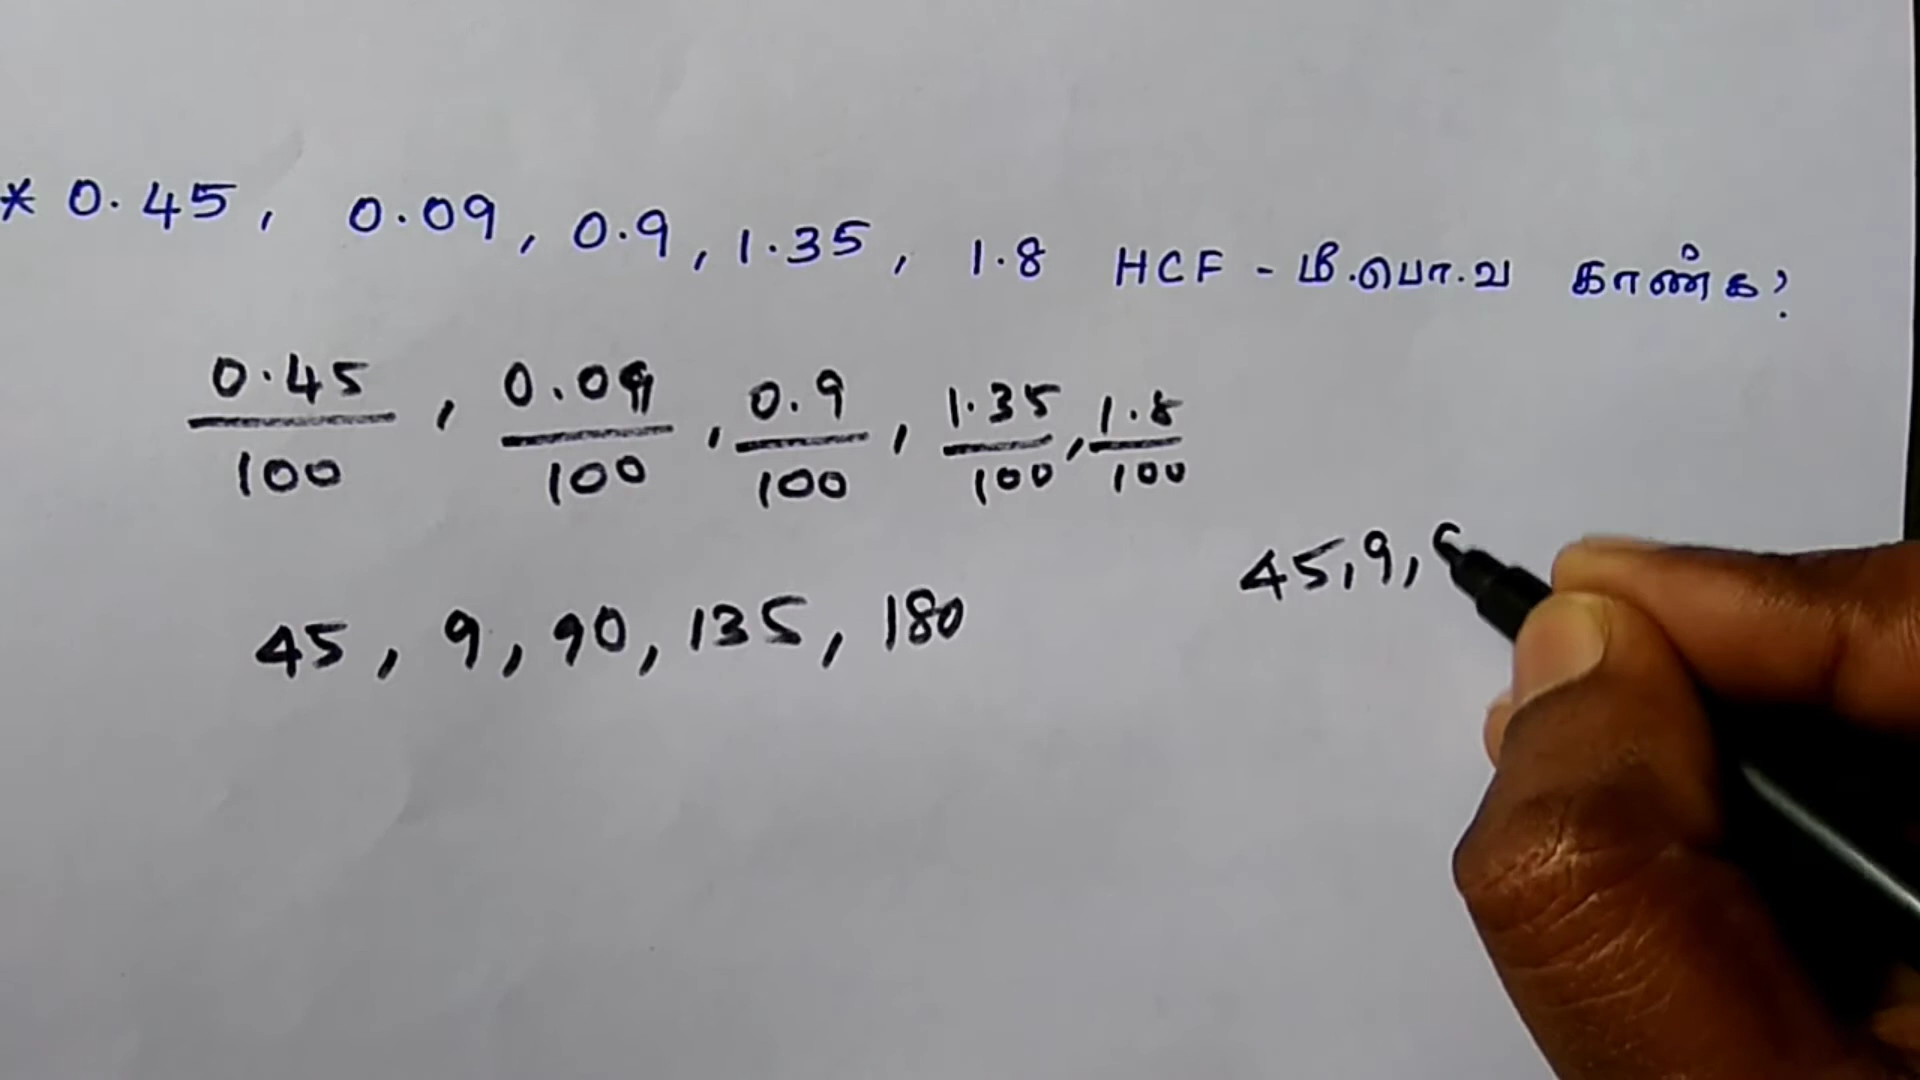 * 0.45, 0.09, 0.9, 1.35, 1.8 HCF - மீ.பொ.வ காண்க?
0.45/100, 0.09/100, 0.9/100, 1.35/100, 1.8/100
45, 9, 
45, 9, 90, 135, 180